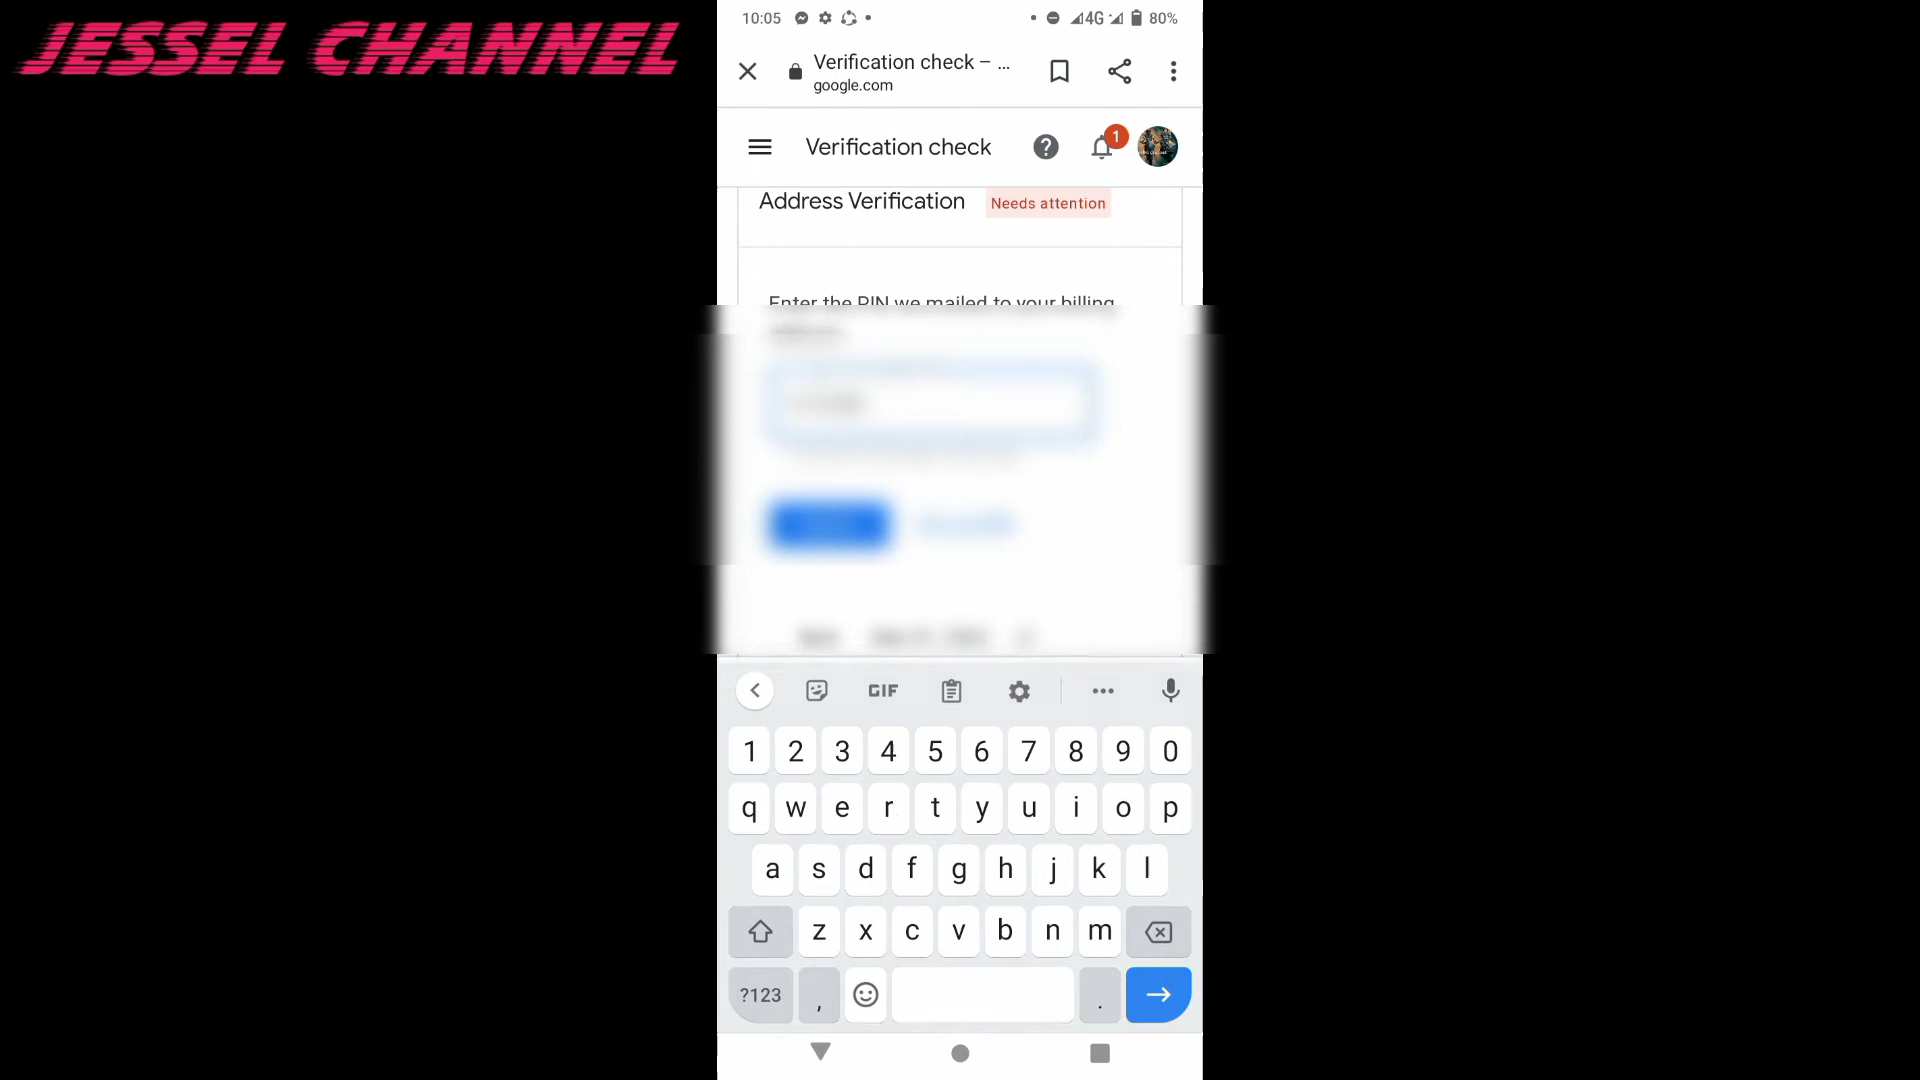 JESSEL CHANNEL
10:05
4G
80%
Verification check – ...
google.com
Verification check
1
Address Verification
Needs attention
Enter the PIN we mailed to your billing
GIF
1 2 3 4 5 6 7 8 9 0
q w e r t y u i o p
a s d f g h j k l
z x c v b n m
?123 , .